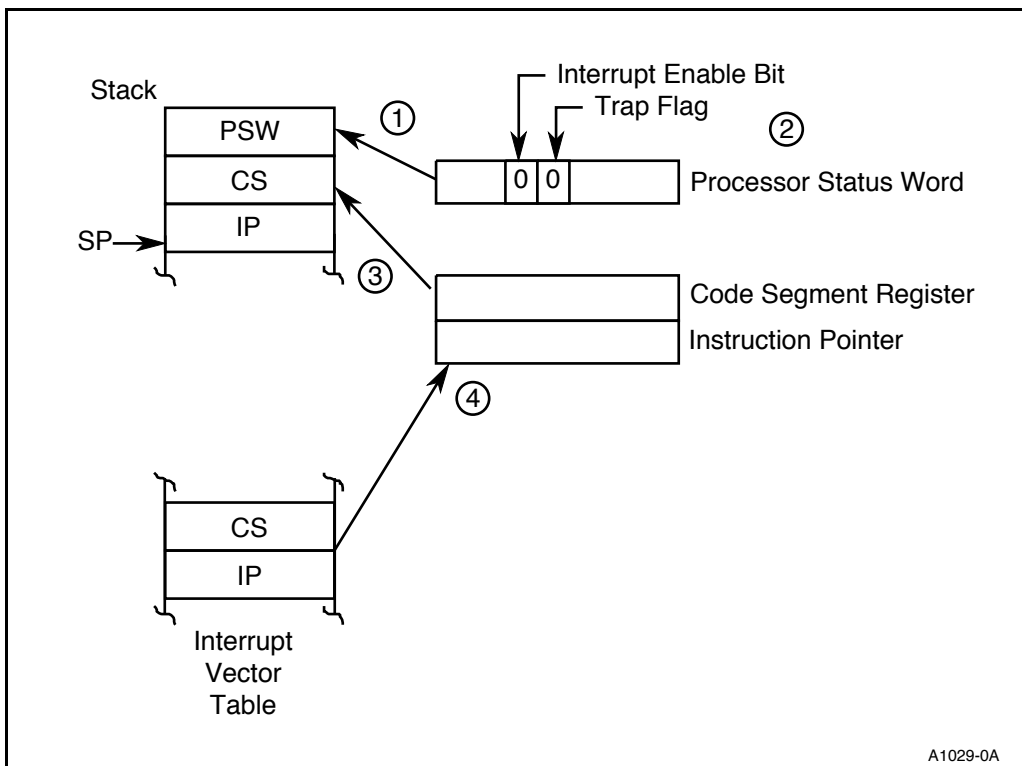 Interrupt Enable Bit
Trap Flag
Stack
1
2
PSW
CS
IP
SP
0 0
Processor Status Word
3
Code Segment Register
Instruction Pointer
4
CS
IP
Interrupt
Vector
Table
A1029-0A